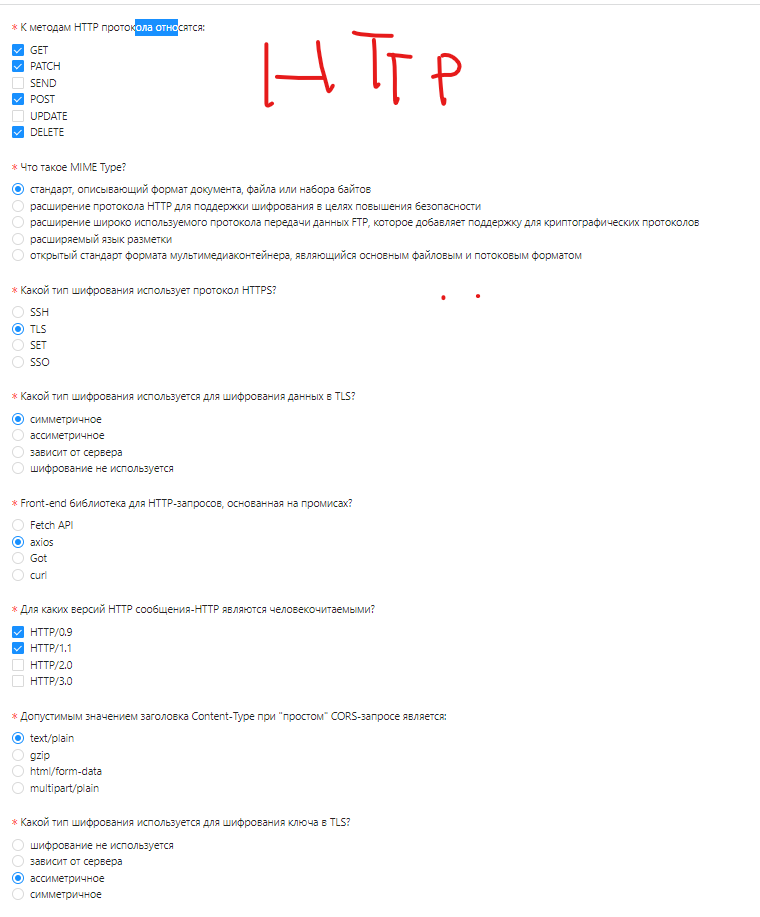 * К методам HTTP протокола относятся:
HTTP
GET
PATCH
SEND
POST
UPDATE
DELETE
* Что такое MIME Type?
стандарт, описывающий формат документа, файла или набора байтов
расширение протокола HTTP для поддержки шифрования в целях повышения безопасности
расширение широко используемого протокола передачи данных FTP, которое добавляет поддержку для криптографических протоколов
расширяемый язык разметки
открытый стандарт формата мультимедиаконтейнера, являющийся основным файловым и потоковым форматом
* Какой тип шифрования использует протокол HTTPS?
SSH
TLS
SET
SSO
* Какой тип шифрования используется для шифрования данных в TLS?
симметричное
ассиметричное
зависит от сервера
шифрование не используется
* Front-end библиотека для HTTP-запросов, основанная на промисах?
Fetch API
axios
Got
curl
* Для каких версий HTTP сообщения-HTTP являются человекочитаемыми?
HTTP/0.9
HTTP/1.1
HTTP/2.0
HTTP/3.0
* Допустимым значением заголовка Content-Type при "простом" CORS-запросе является:
text/plain
gzip
html/form-data
multipart/plain
* Какой тип шифрования используется для шифрования ключа в TLS?
шифрование не используется
зависит от сервера
ассиметричное
симметричное